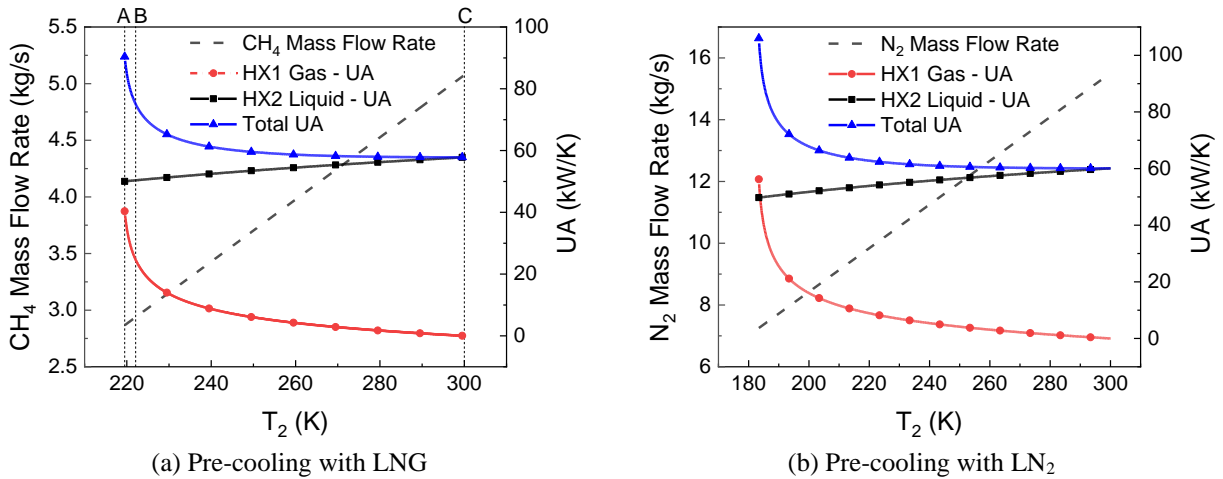 A B C
CH4 Mass Flow Rate
HX1 Gas - UA
HX2 Liquid - UA
Total UA
5.5
5.0
4.5
4.0
3.5
3.0
2.5
CH4 Mass Flow Rate (kg/s)
100
80
60
40
20
0
UA (kW/K)
220 240 260 280 300
T2 (K)
(a) Pre-cooling with LNG
N2 Mass Flow Rate
HX1 Gas - UA
HX2 Liquid - UA
Total UA
16
14
12
10
8
6
N2 Mass Flow Rate (kg/s)
100
80
60
40
20
0
UA (kW/K)
180 200 220 240 260 280 300
T2 (K)
(b) Pre-cooling with LN2